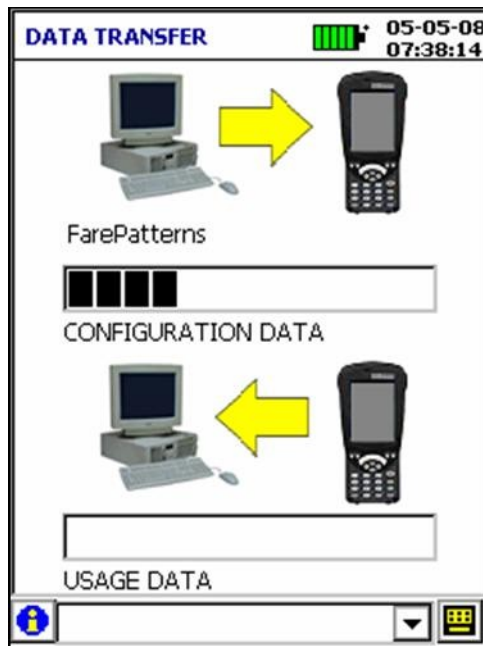 DATA TRANSFER
05-05-08
07:38:14
FarePatterns
CONFIGURATION DATA
USAGE DATA